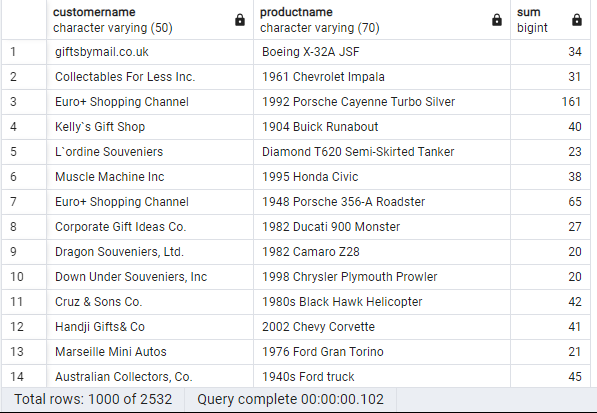 customername productname sum
character varying (50) character varying (70) bigint
1 giftsbymail.co.uk Boeing X-32A JSF 34
2 Collectables For Less Inc. 1961 Chevrolet Impala 31
3 Euro+ Shopping Channel 1992 Porsche Cayenne Turbo Silver 161
4 Kelly`s Gift Shop 1904 Buick Runabout 40
5 L`ordine Souveniers Diamond T620 Semi-Skirted Tanker 23
6 Muscle Machine Inc 1995 Honda Civic 38
7 Euro+ Shopping Channel 1948 Porsche 356-A Roadster 65
8 Corporate Gift Ideas Co. 1982 Ducati 900 Monster 27
9 Dragon Souveniers, Ltd. 1982 Camaro Z28 20
10 Down Under Souveniers, Inc 1998 Chrysler Plymouth Prowler 20
11 Cruz & Sons Co. 1980s Black Hawk Helicopter 42
12 Handji Gifts& Co 2002 Chevy Corvette 41
13 Marseille Mini Autos 1976 Ford Gran Torino 21
14 Australian Collectors, Co. 1940s Ford truck 45
Total rows: 1000 of 2532 Query complete 00:00:00.102